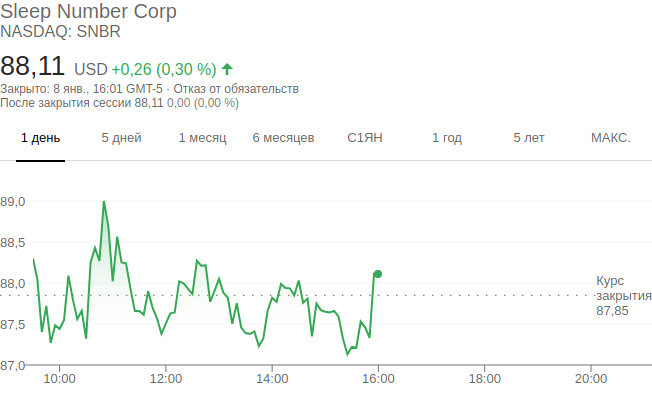 Sleep Number Corp
NASDAQ: SNBR
88,11 USD +0,26 (0,30 %)
Закрыто: 8 янв., 16:01 GMT-5 · Отказ от обязательств
После закрытия сессии 88,11 0,00 (0,00 %)
1 день 5 дней 1 месяц 6 месяцев С1ЯН 1 год 5 лет МАКС.
89,0
88,5
88,0
87,5
87,0
Курс
закрытия
87,85
10:00 12:00 14:00 16:00 18:00 20:00